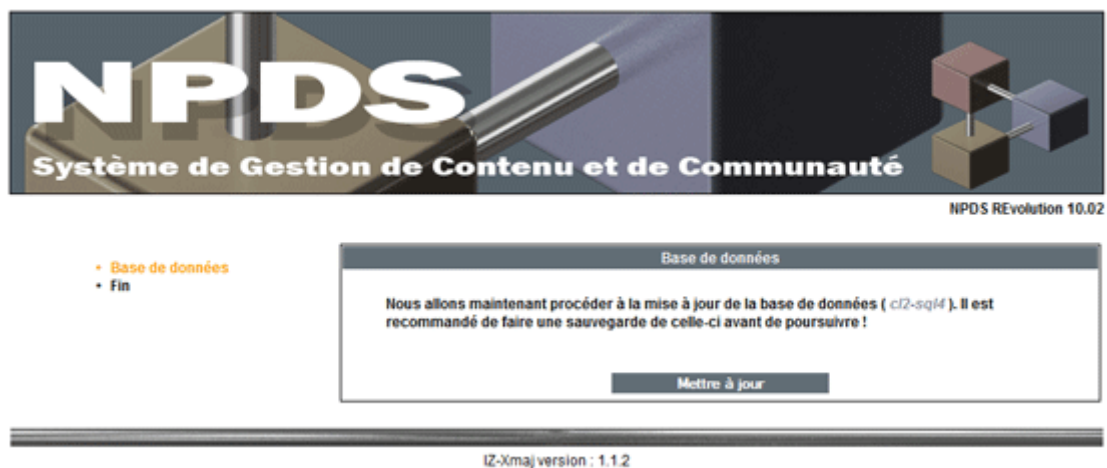 NPDS
Système de Gestion de Contenu et de Communauté
NPDS REvolution 10.02
Base de données
Fin
Base de données
Nous allons maintenant procéder à la mise à jour de la base de données ( cl2-sql4 ). Il est
recommandé de faire une sauvegarde de celle-ci avant de poursuivre !
Mettre à jour
IZ-Xmaj version : 1.1.2